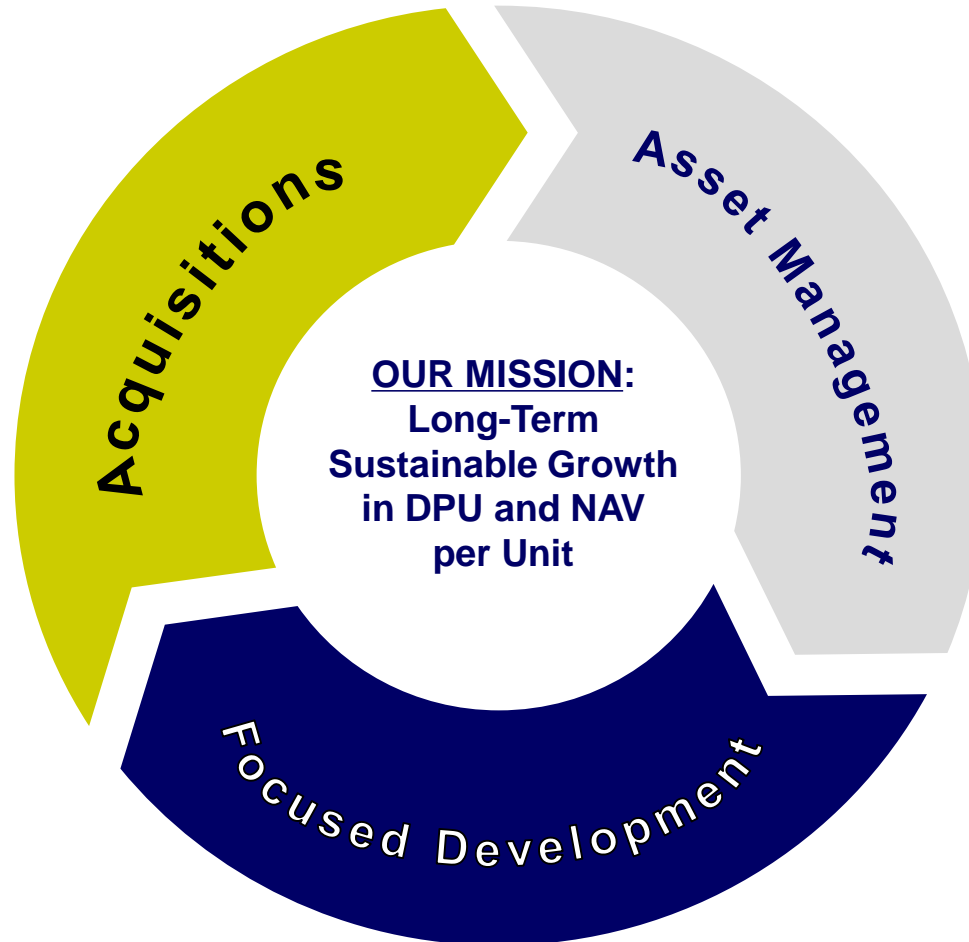 Acquisitions
Asset Management
OUR MISSION:
Long-Term
Sustainable Growth
in DPU and NAV
per Unit
Focused Development